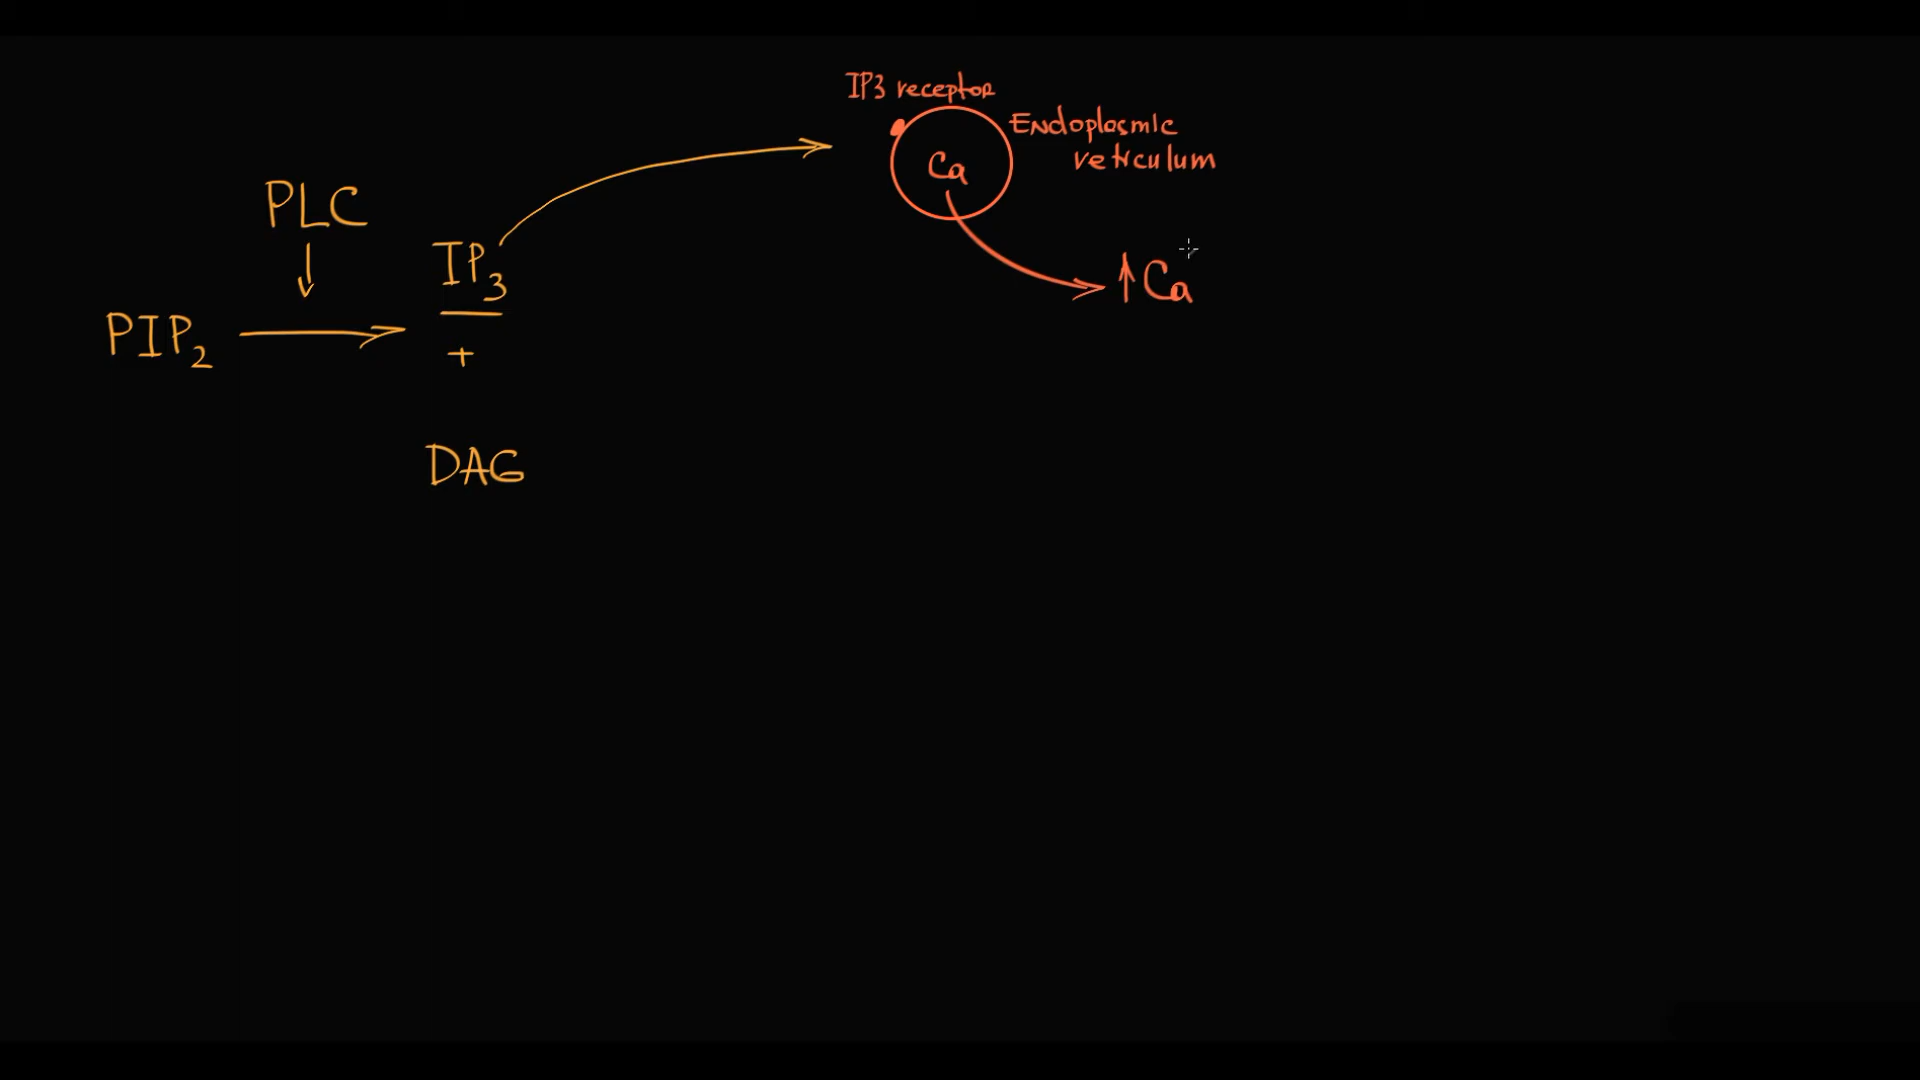 IP3 receptor
Endoplasmic
reticulum
Ca
PLC
IP3
↑Ca
PIP2
+
DAG